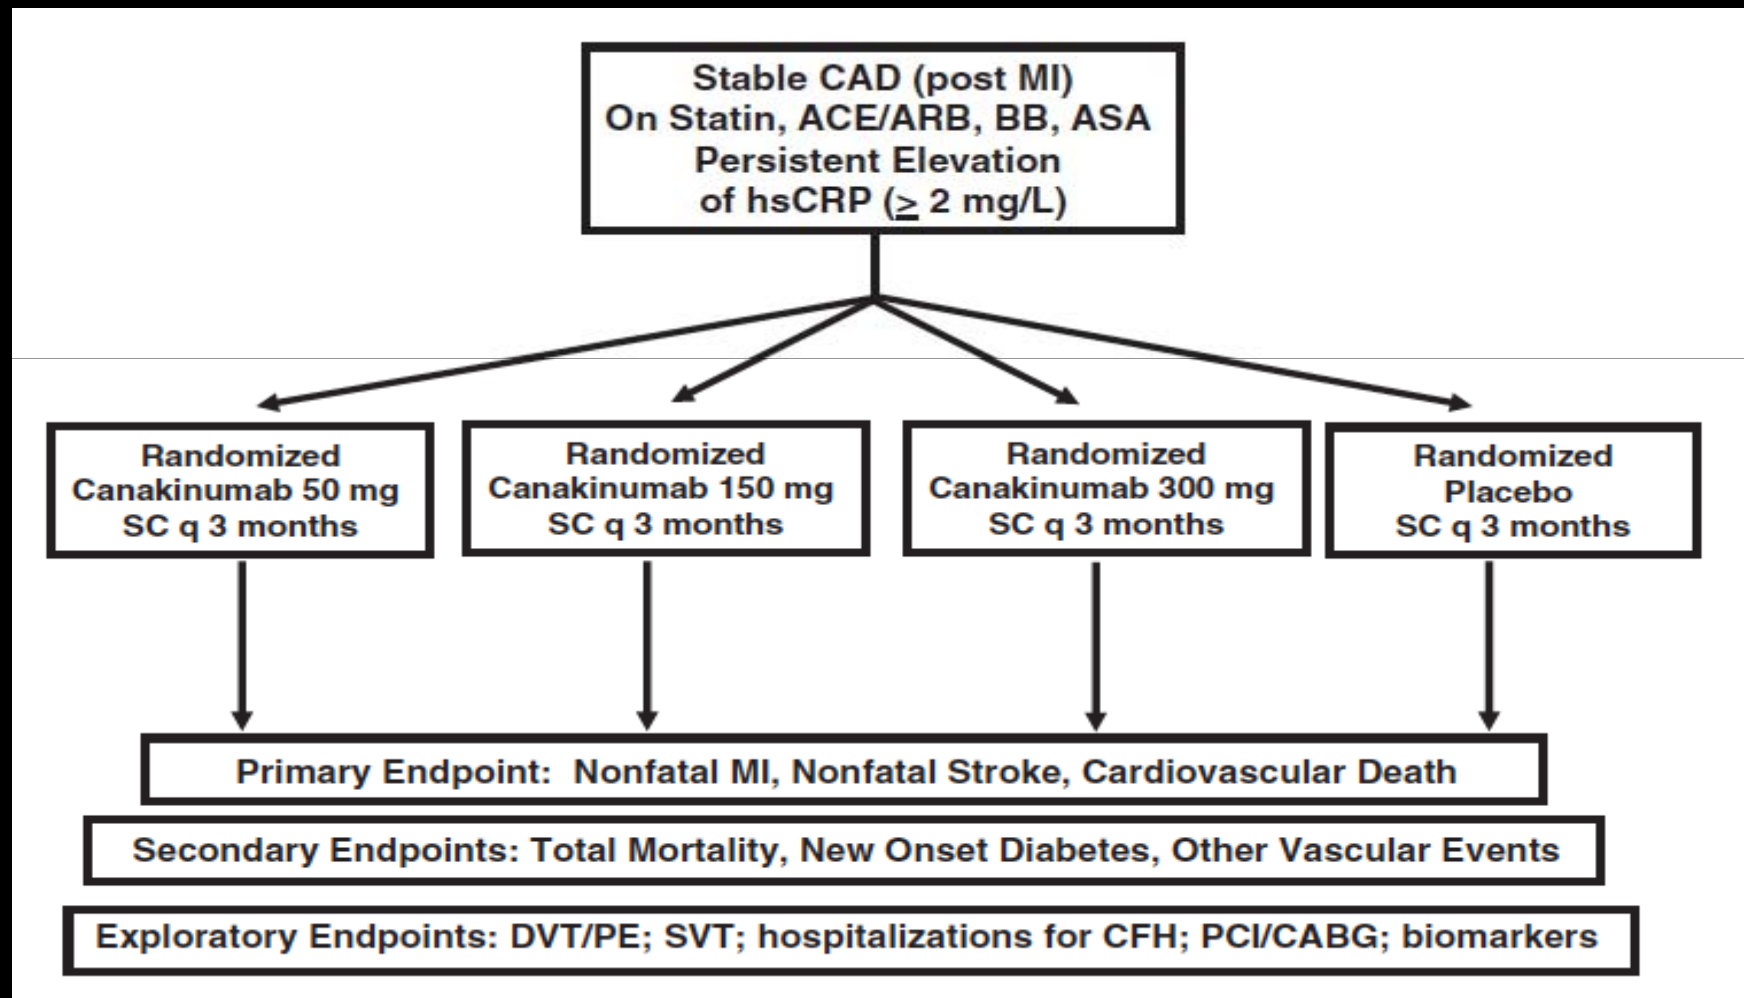 Stable CAD (post MI)
On Statin, ACE/ARB, BB, ASA
Persistent Elevation
of hsCRP (≥ 2 mg/L)
Randomized
Canakinumab 50 mg
SC q 3 months
Randomized
Canakinumab 150 mg
SC q 3 months
Randomized
Canakinumab 300 mg
SC q 3 months
Randomized
Placebo
SC q 3 months
Primary Endpoint: Nonfatal MI, Nonfatal Stroke, Cardiovascular Death
Secondary Endpoints: Total Mortality, New Onset Diabetes, Other Vascular Events
Exploratory Endpoints: DVT/PE; SVT; hospitalizations for CFH; PCI/CABG; biomarkers